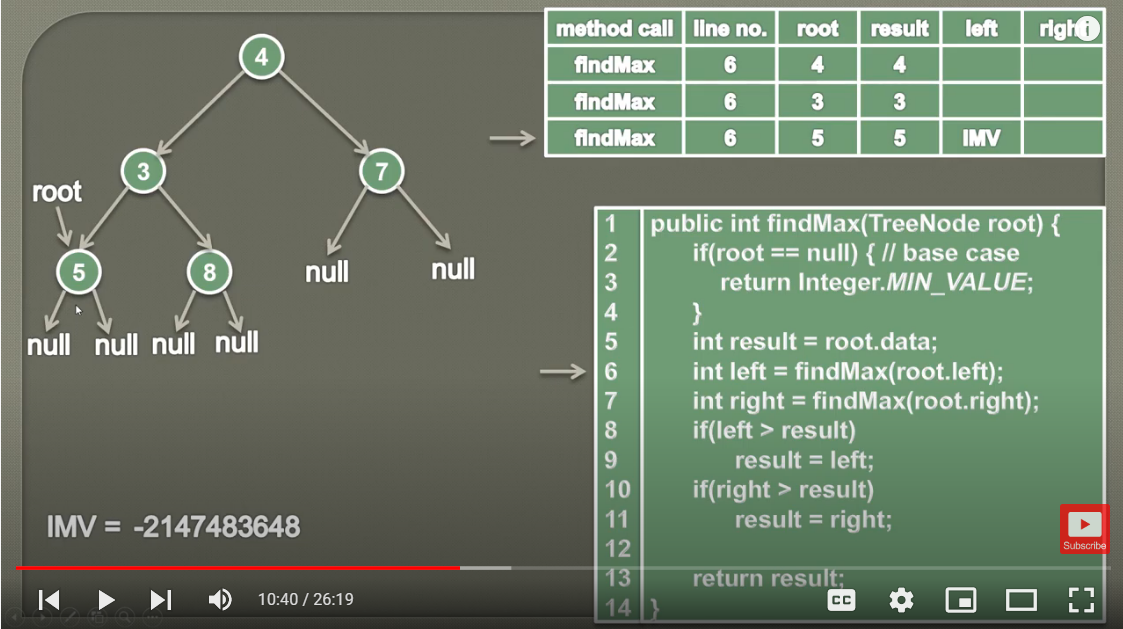 4
3
7
root
5
8
null
null
null
null
null
null
IMV = -2147483648
method call line no. root result left
findMax 6 4 4
findMax 6 3 3
findMax 6 5 5 IMV
1 public int findMax(TreeNode root) {
2 if(root == null) { // base case
3 return Integer.MIN_VALUE;
4 }
5 int result = root.data;
6 int left = findMax(root.left);
7 int right = findMax(root.right);
8 if(left > result)
9 result = left;
10 if(right > result)
11 result = right;
12
13 return result;
14 }
Subscribe
10:40 / 26:19
CC